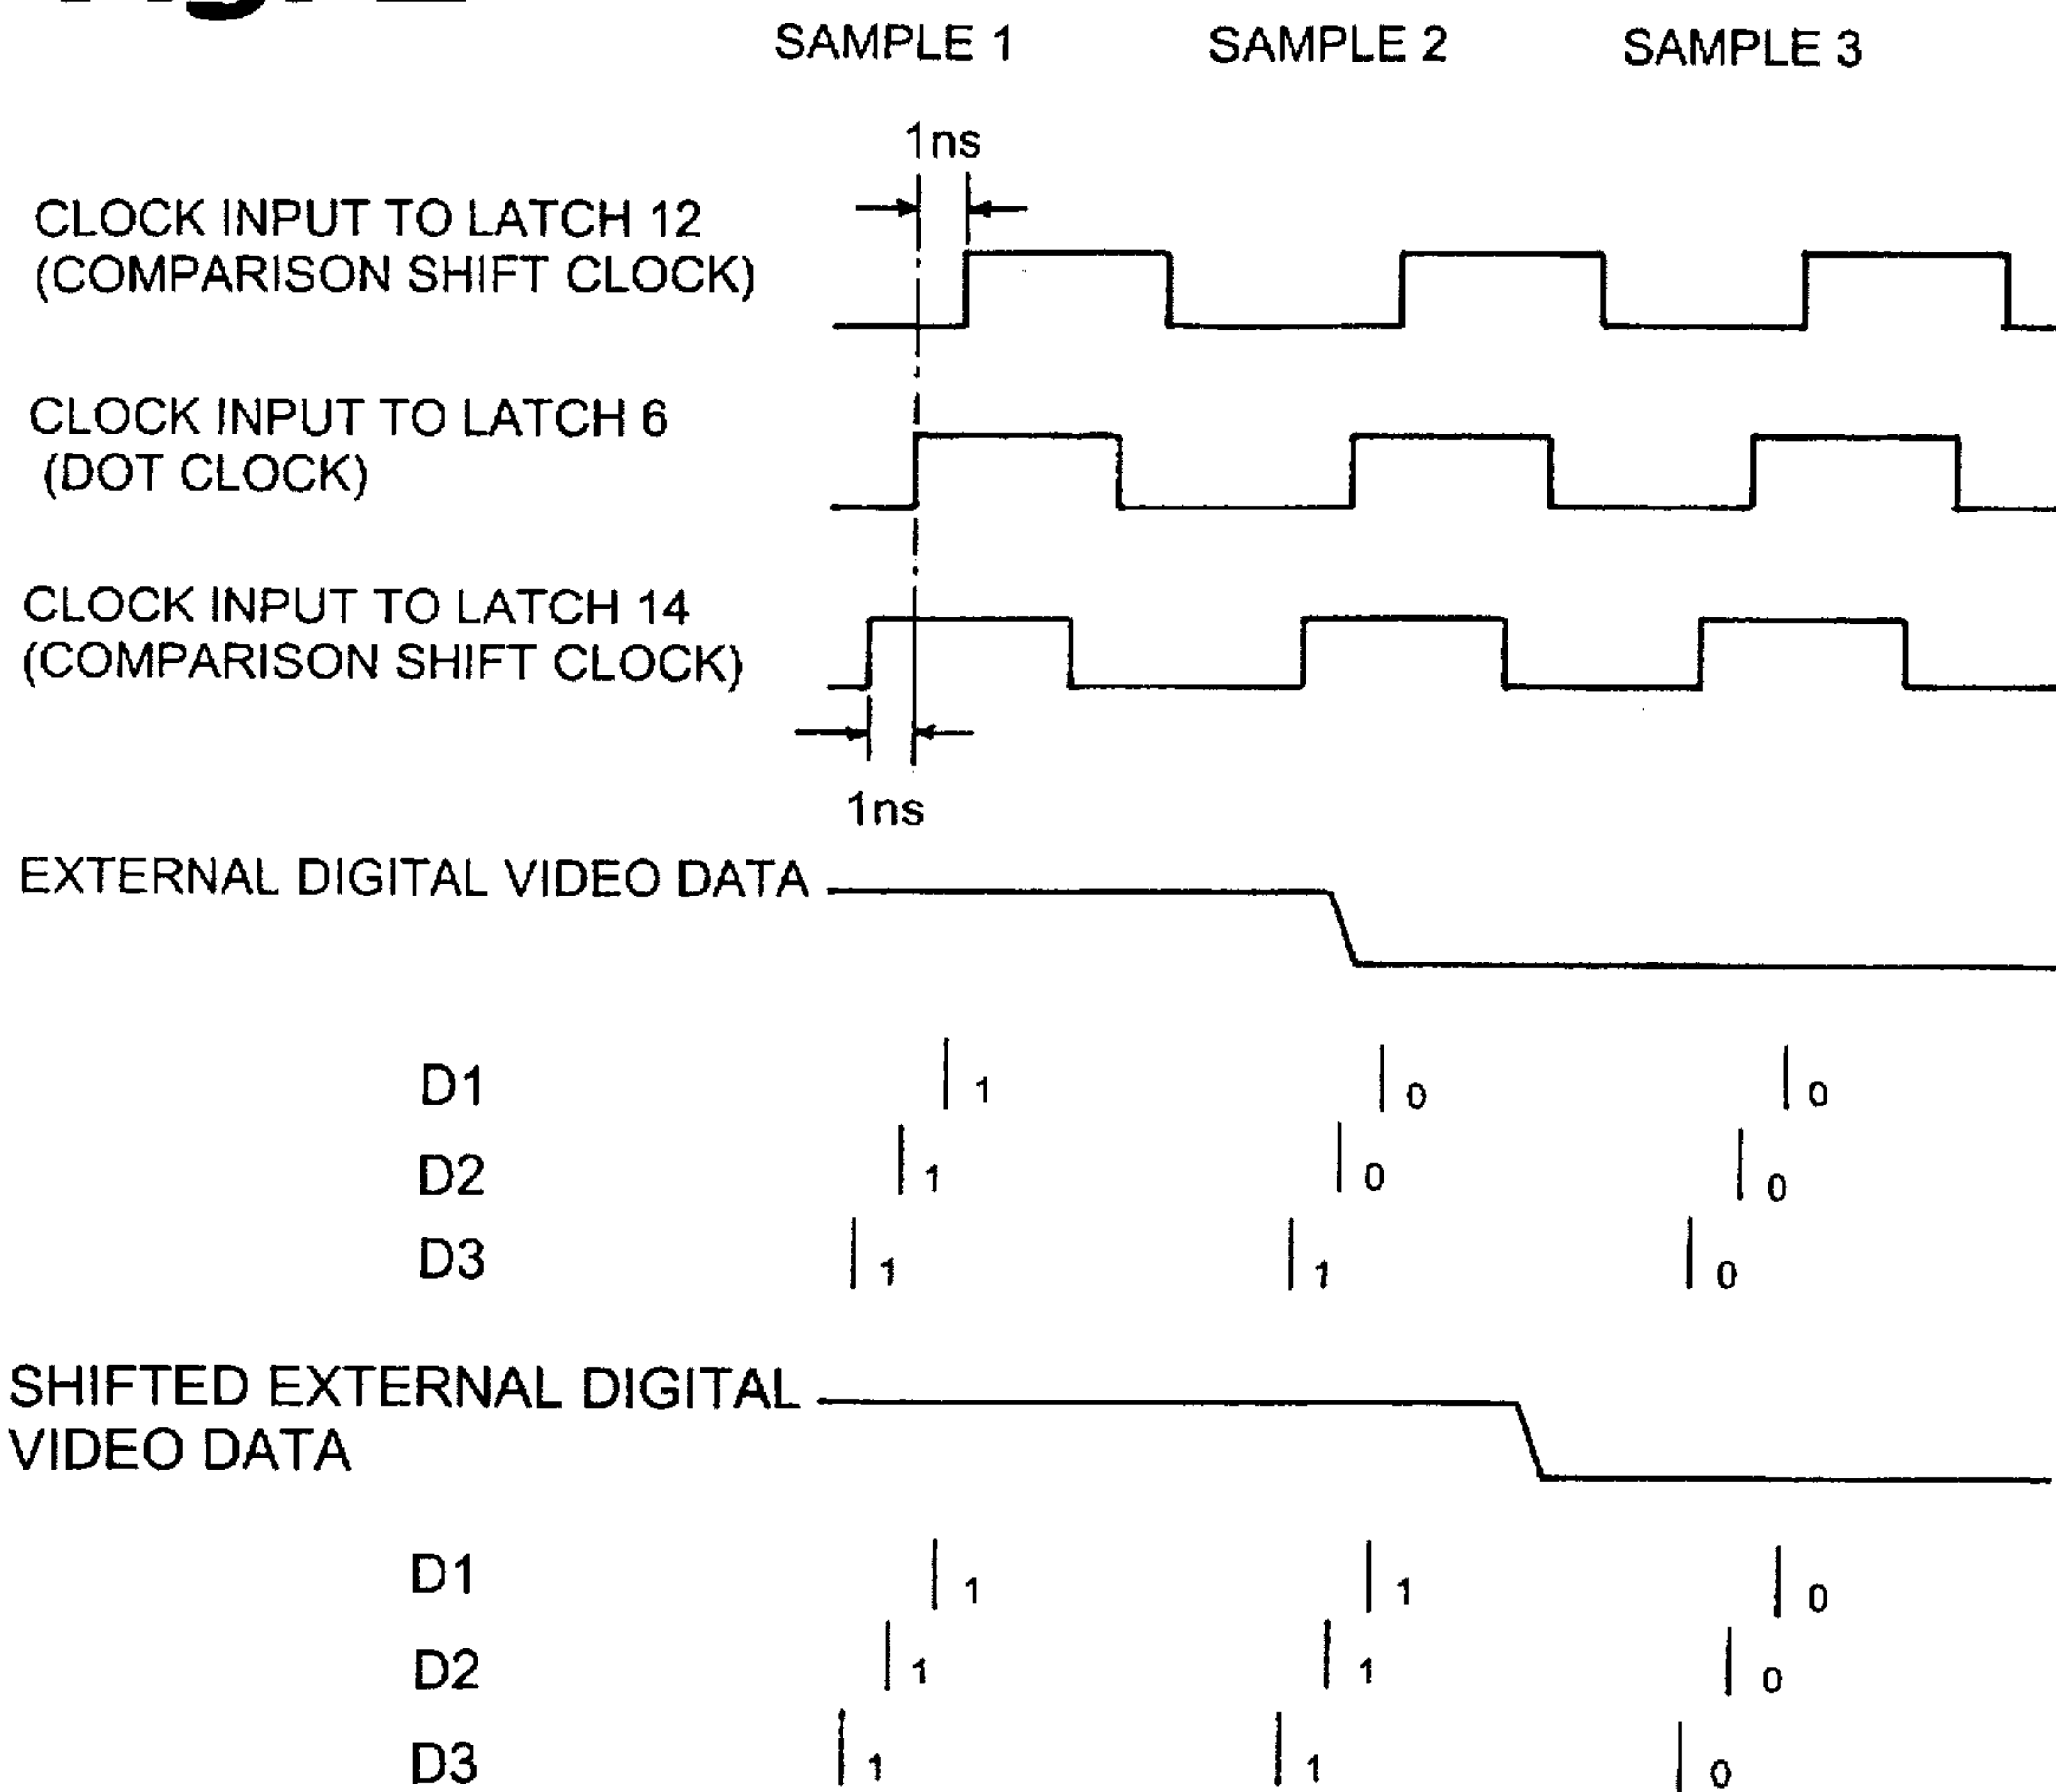 SAMPLE 1 SAMPLE 2 SAMPLE 3
1ns
CLOCK INPUT TO LATCH 12
(COMPARISON SHIFT CLOCK)
CLOCK INPUT TO LATCH 6
(DOT CLOCK)
CLOCK INPUT TO LATCH 14
(COMPARISON SHIFT CLOCK)
1ns
EXTERNAL DIGITAL VIDEO DATA
D1 1 0 0
D2 1 0 0
D3 1 1 0
SHIFTED EXTERNAL DIGITAL
VIDEO DATA
D1 1 1 0
D2 1 1 0
D3 1 1 0